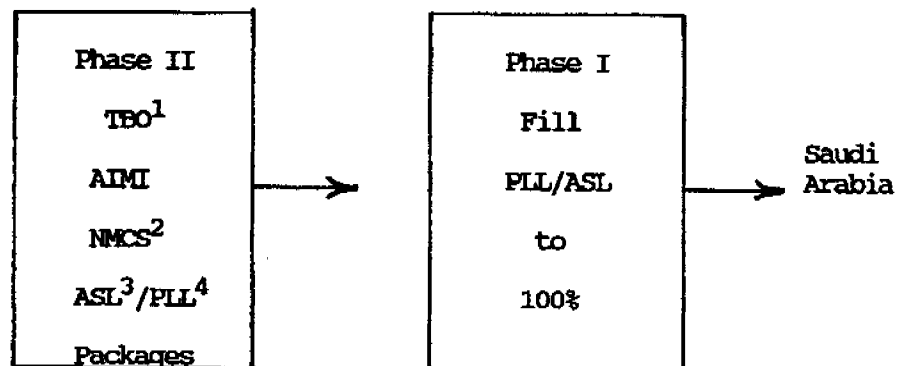 Phase II
TBO1
AIMI
NMCS2
ASL3/PLL4
Packages
Phase I
Fill
PLL/ASL
to
100%
Saudi
Arabia